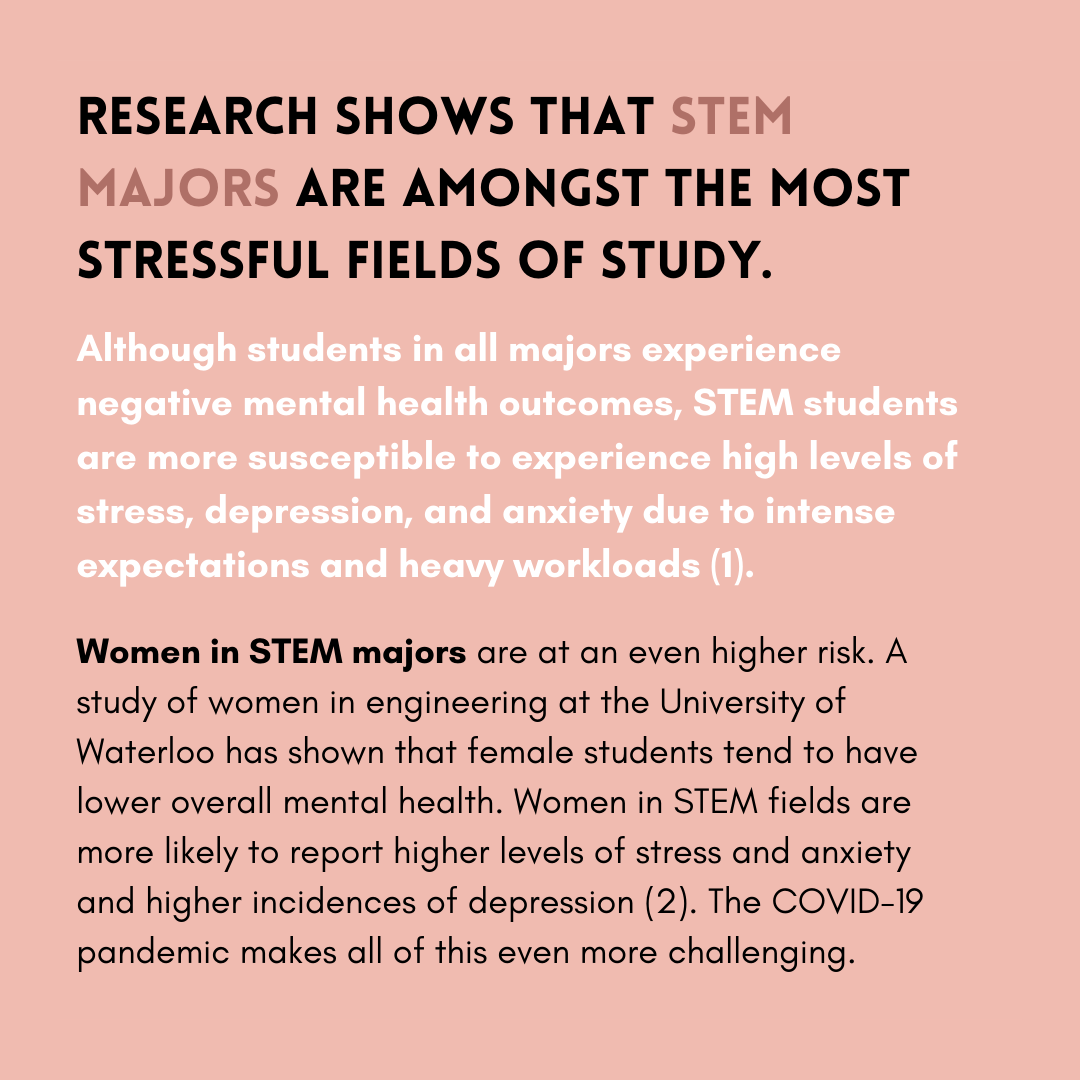 RESEARCH SHOWS THAT STEM
MAJORS ARE AMONGST THE MOST
STRESSFUL FIELDS OF STUDY.
Although students in all majors experience
negative mental health outcomes, STEM students
are more susceptible to experience high levels of
stress, depression, and anxiety due to intense
expectations and heavy workloads (1).
Women in STEM majors are at an even higher risk. A
study of women in engineering at the University of
Waterloo has shown that female students tend to have
lower overall mental health. Women in STEM fields are
more likely to report higher levels of stress and anxiety
and higher incidences of depression (2). The COVID-19
pandemic makes all of this even more challenging.